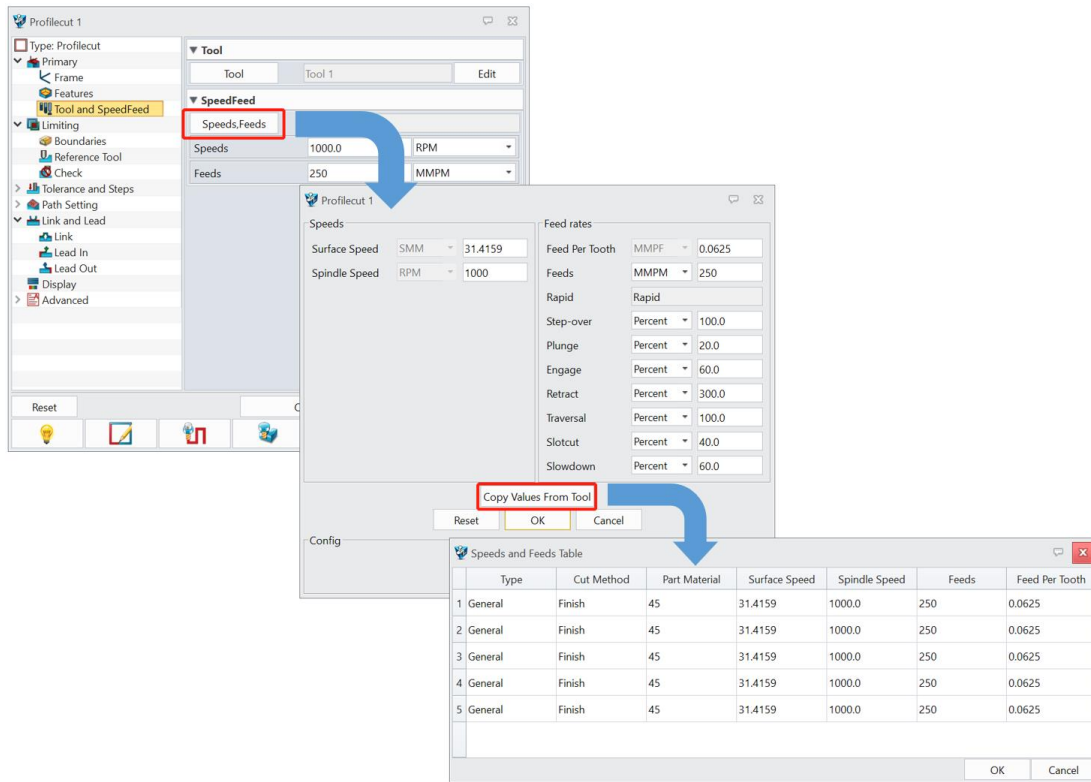 Profilecut 1
Type: Profilecut
Primary
Frame
Features
Tool and SpeedFeed
Limiting
Boundaries
Reference Tool
Check
Tolerance and Steps
Path Setting
Link and Lead
Link
Lead In
Lead Out
Display
Advanced
Reset
Tool
Tool Tool 1 Edit
SpeedFeed
Speeds,Feeds
Speeds 1000.0 RPM
Feeds 250 MMPM
Profilecut 1
Speeds
Surface Speed SMM 31.4159
Spindle Speed RPM 1000
Feed rates
Feed Per Tooth MMPF 0.0625
Feeds MMPM 250
Rapid Rapid
Step-over Percent 100.0
Plunge Percent 20.0
Engage Percent 60.0
Retract Percent 300.0
Traversal Percent 100.0
Slotcut Percent 40.0
Slowdown Percent 60.0
Copy Values From Tool
Reset OK Cancel
Config
Speeds and Feeds Table
Type Cut Method Part Material Surface Speed Spindle Speed Feeds Feed Per Tooth
1 General Finish 45 31.4159 1000.0 250 0.0625
2 General Finish 45 31.4159 1000.0 250 0.0625
3 General Finish 45 31.4159 1000.0 250 0.0625
4 General Finish 45 31.4159 1000.0 250 0.0625
5 General Finish 45 31.4159 1000.0 250 0.0625
OK Cancel